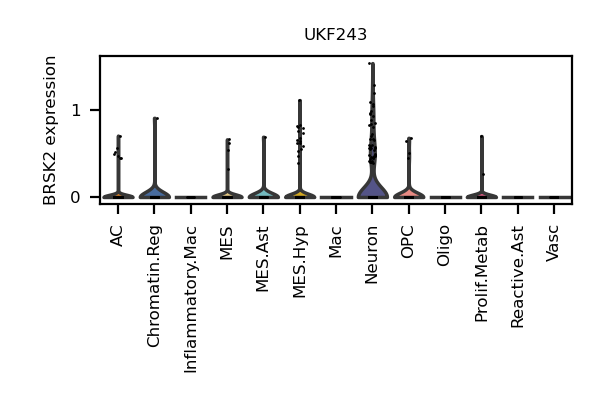 UKF243
BRSK2 expression
1
0
AC
Chromatin.Reg
Inflammatory.Mac
MES
MES.Ast
MES.Hyp
Mac
Neuron
OPC
Oligo
Prolif.Metab
Reactive.Ast
Vasc